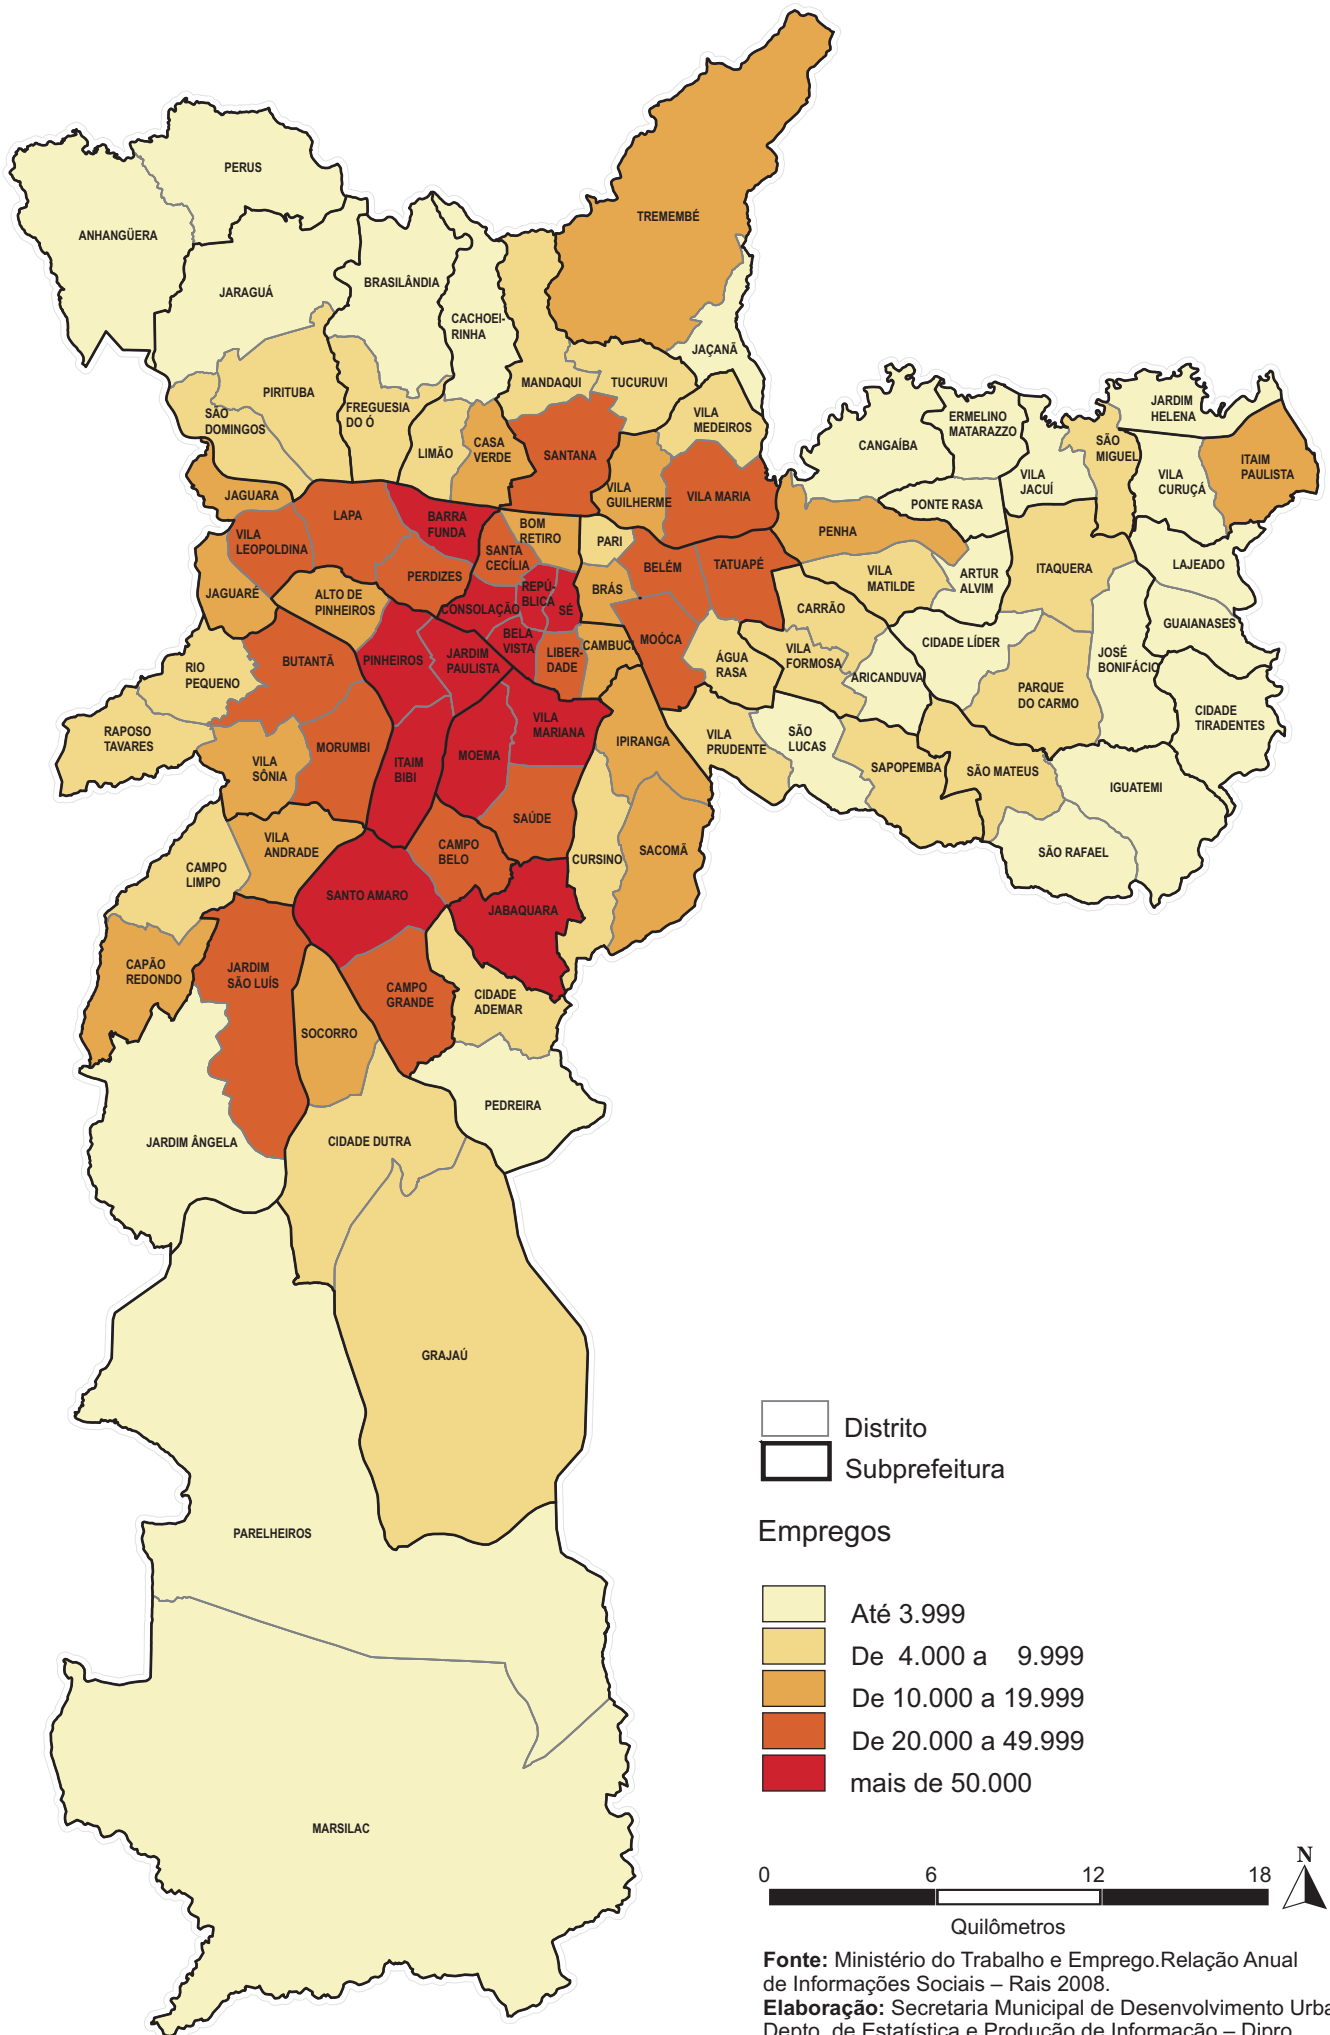 PERUS
ANHANGÜERA
TREMEMBÉ
JARAGUÁ
BRASILÂNDIA
CACHOEI-
RINHA
JAÇANÃ
PIRITUBA
MANDAQUI
TUCURUVI
SÃO
DOMINGOS
FREGUESIA
DO Ó
VILA
MEDEIROS
LIMÃO
CASA
VERDE
SANTANA
CANGAÍBA
ERMELINO
MATARAZZO
JARDIM
HELENA
SÃO
MIGUEL
ITAIM
PAULISTA
VILA
JACUÍ
VILA
CURUÇÁ
JAGUARA
VILA
GUILHERME
VILA MARIA
PONTE RASA
LAPA
BARRA
FUNDA
BOM
RETIRO
PENHA
VILA
LEOPOLDINA
SANTA
CECÍLIA
PARI
PERDIZES
BELÉM
TATUAPÉ
VILA
MATILDE
ARTUR
ALVIM
ITAQUERA
LAJEADO
JAGUARÉ
ALTO DE
PINHEIROS
CONSOLAÇÃO
REPÚ-
BLICA
SÉ
BRÁS
CARRÃO
GUAIANASES
BUTANTÃ
PINHEIROS
JARDIM
PAULISTA
BELA
VISTA
LIBER-
DADE
CAMBUCI
MOÓCA
ÁGUA
RASA
VILA
FORMOSA
CIDADE LÍDER
JOSÉ
BONIFÁCIO
RIO
PEQUENO
ARICANDUVA
PARQUE
DO CARMO
CIDADE
TIRADENTES
RAPOSO
TAVARES
VILA
SÔNIA
MORUMBI
ITAIM
BIBI
MOEMA
VILA
MARIANA
IPIRANGA
VILA
PRUDENTE
SÃO
LUCAS
SAPOPEMBA
SÃO MATEUS
IGUATEMI
SAÚDE
VILA
ANDRADE
CAMPO
BELO
CURSINO
SACOMÃ
SÃO RAFAEL
CAMPO
LIMPO
SANTO AMARO
JABAQUARA
CAPÃO
REDONDO
JARDIM
SÃO LUÍS
CAMPO
GRANDE
CIDADE
ADEMAR
SOCORRO
PEDREIRA
JARDIM ÂNGELA
CIDADE DUTRA
GRAJAÚ
PARELHEIROS
MARSILAC
Distrito
Subprefeitura
Empregos
Até 3.999
De 4.000 a 9.999
De 10.000 a 19.999
De 20.000 a 49.999
mais de 50.000
N
0 6 12 18
Quilômetros
Fonte: Ministério do Trabalho e Emprego.Relação Anual
de Informações Sociais – Rais 2008.
Elaboração: Secretaria Municipal de Desenvolvimento Urba
Depto. de Estatística e Produção de Informação – Dipro